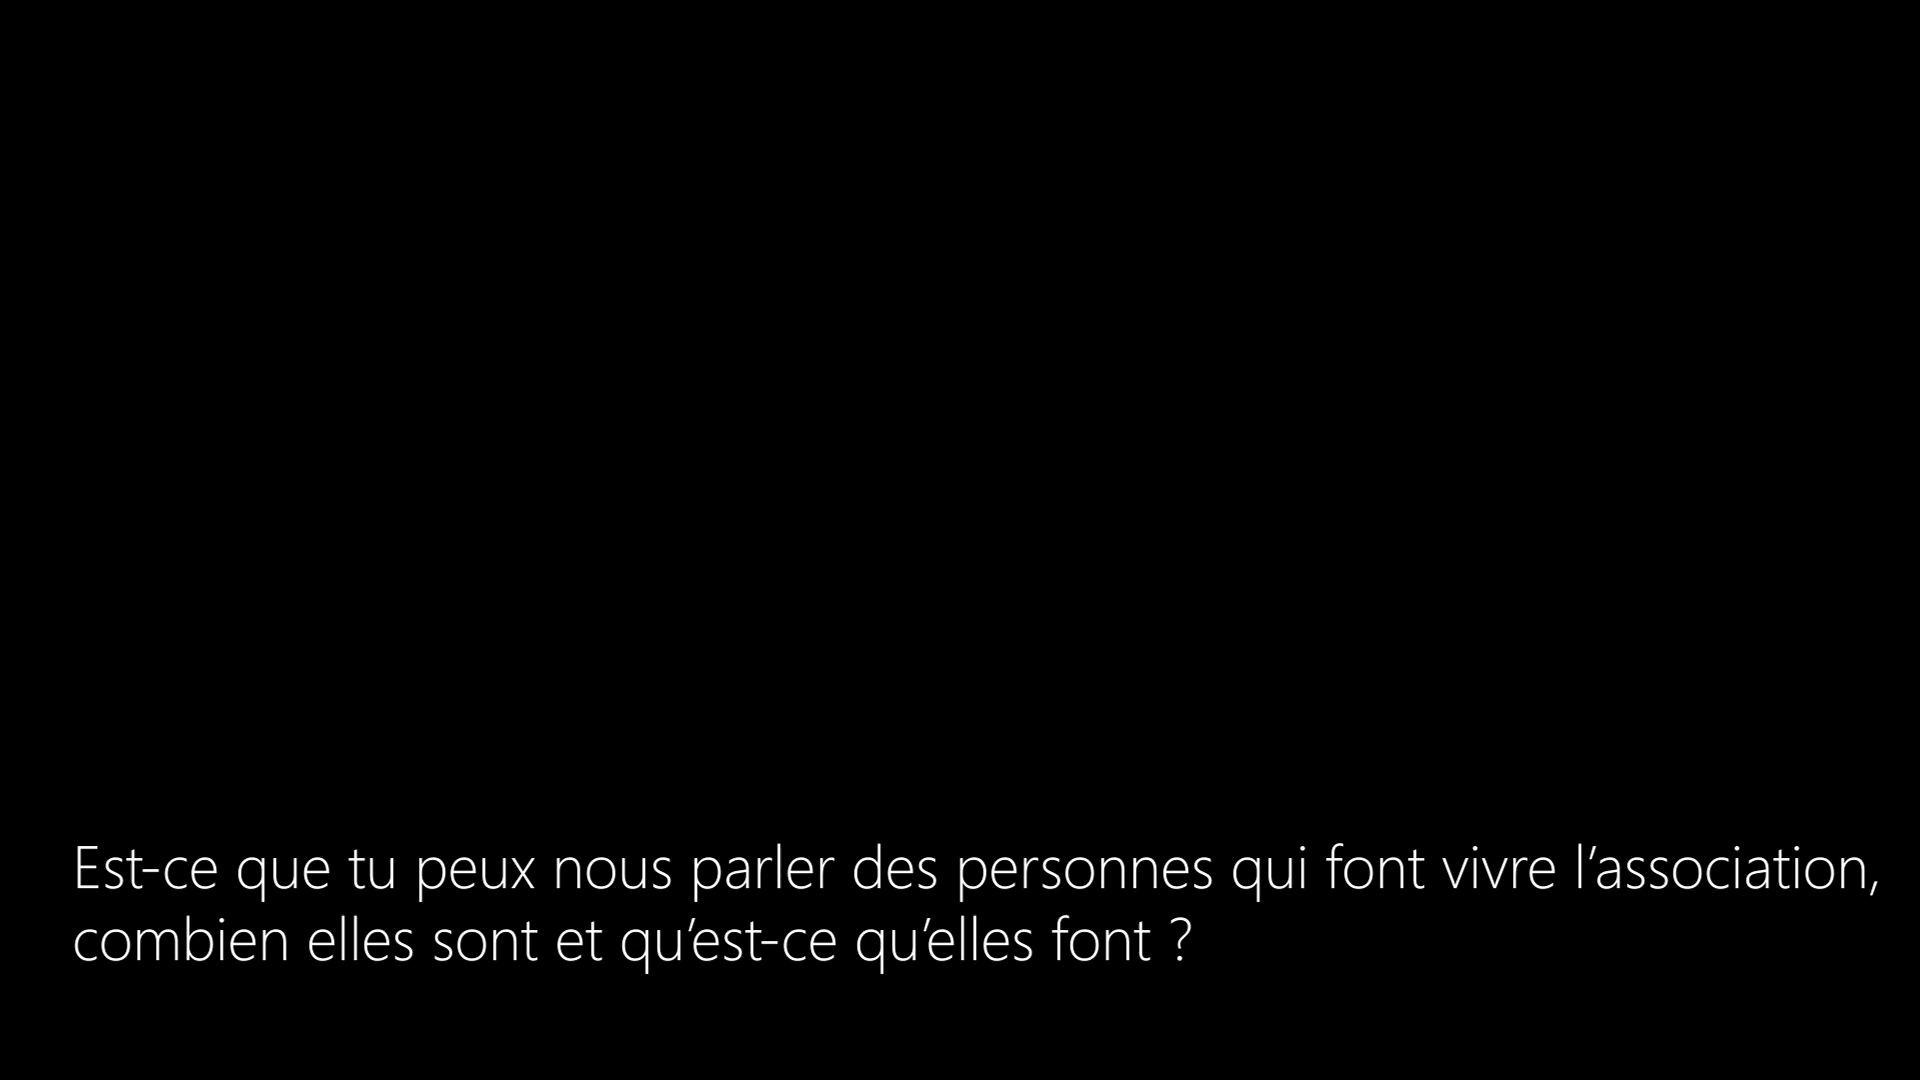 Est-ce que tu peux nous parler des personnes qui font vivre l’association,
combien elles sont et qu’est-ce qu’elles font ?